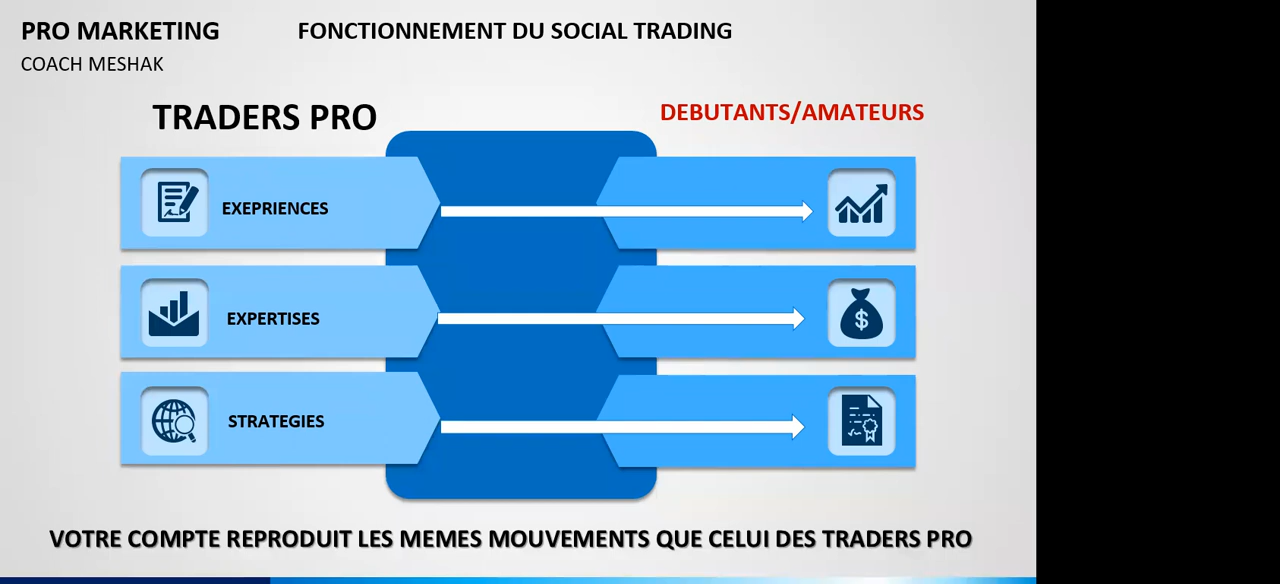 PRO MARKETING
FONCTIONNEMENT DU SOCIAL TRADING
COACH MESHAK
TRADERS PRO
DEBUTANTS/AMATEURS
EXEPRIENCES
EXPERTISES
$
STRATEGIES
VOTRE COMPTE REPRODUIT LES MEMES MOUVEMENTS QUE CELUI DES TRADERS PRO